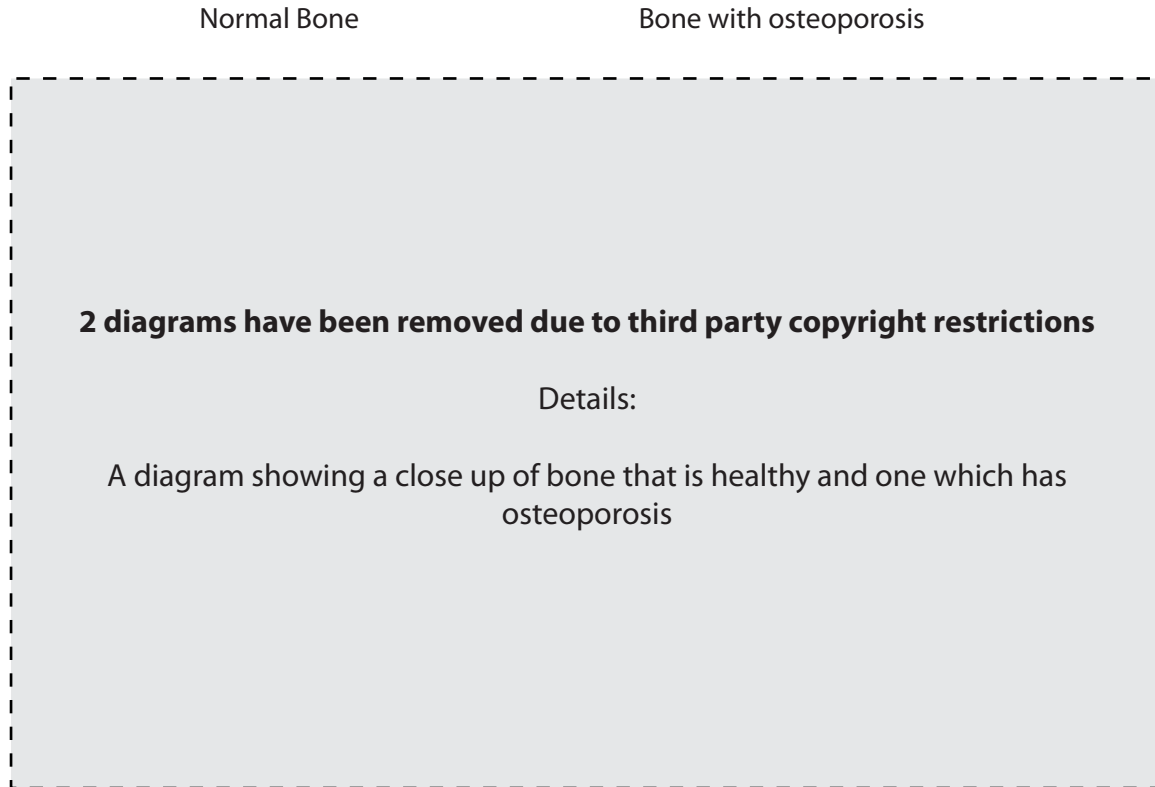 Normal Bone Bone with osteoporosis
2 diagrams have been removed due to third party copyright restrictions
Details:
A diagram showing a close up of bone that is healthy and one which has
osteoporosis